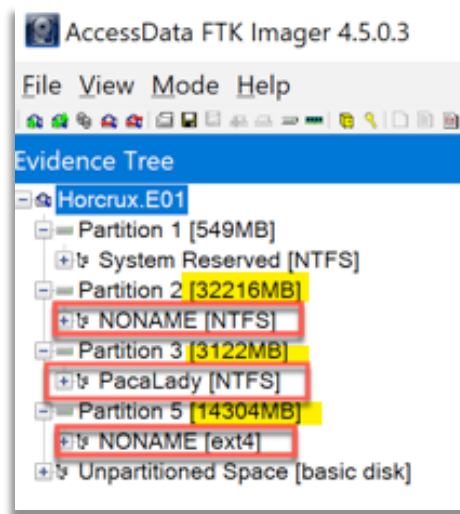 AccessData FTK Imager 4.5.0.3
File View Mode Help
Evidence Tree
Horcrux.E01
Partition 1 [549MB]
System Reserved [NTFS]
Partition 2 [32216MB]
NONAME [NTFS]
Partition 3 [3122MB]
PacaLady [NTFS]
Partition 5 [14304MB]
NONAME [ext4]
Unpartitioned Space [basic disk]